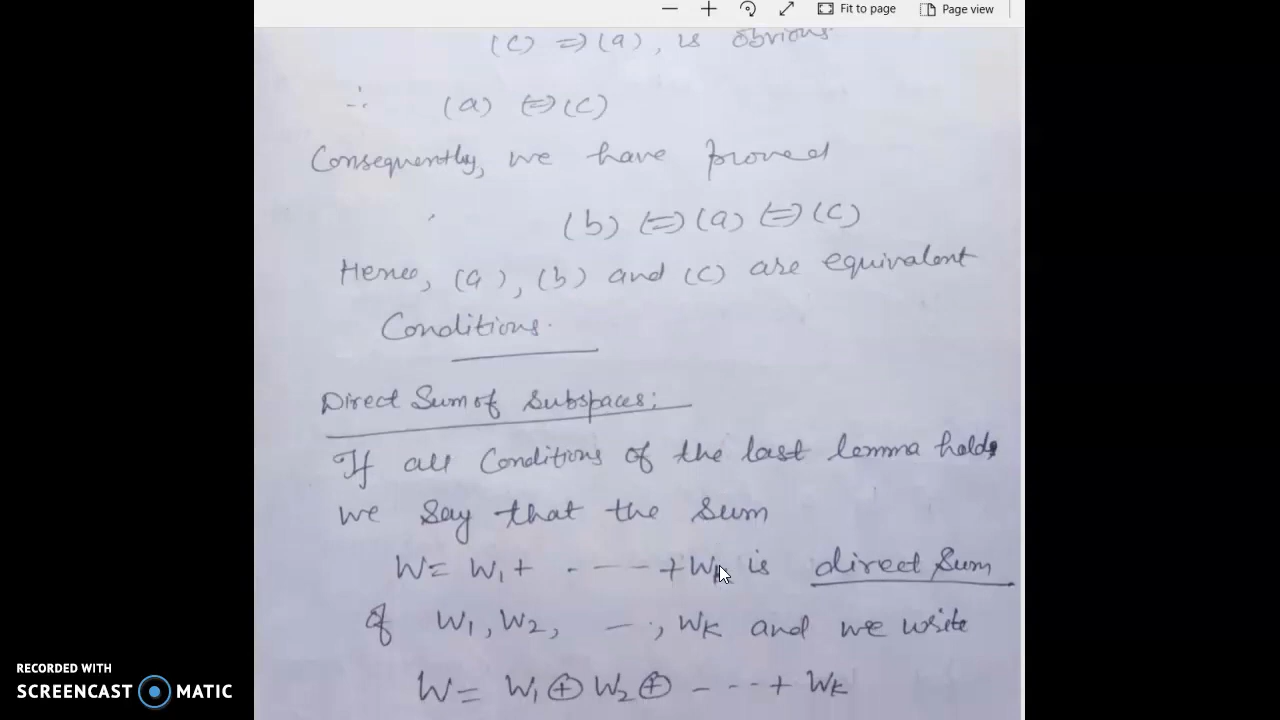 Fit to page Page view
(c) => (a), is obvious.
∴ (a) <=> (c)
Consequently, we have proved
(b) <=> (a) <=> (c)
Hence, (a), (b) and (c) are equivalent
Conditions.
Direct Sum of Subspaces:
If all Conditions of the last lemma holds
we say that the sum
W = W1 + - - - - + Wk is direct sum
of W1, W2, - -, Wk and we write
W = W1 ⊕ W2 ⊕ - - - + Wk
RECORDED WITH
SCREENCAST MATIC